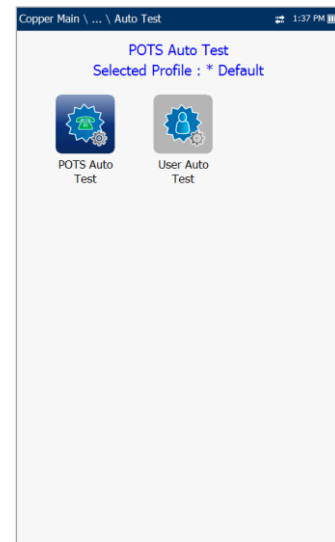 Copper Main \ ... \ Auto Test 1:37 PM
POTS Auto Test
Selected Profile : * Default
POTS Auto User Auto
Test Test